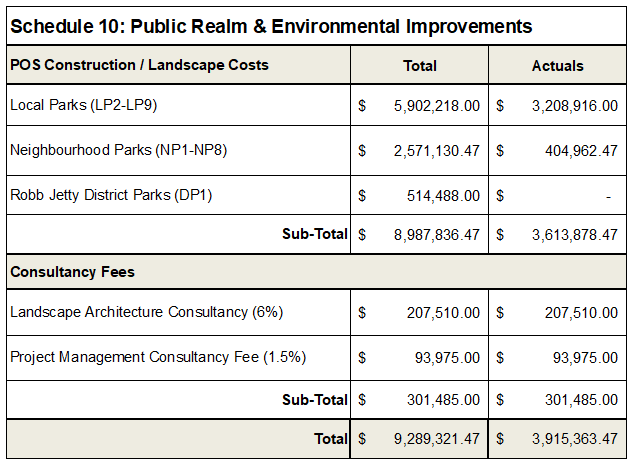 Schedule 10: Public Realm & Environmental Improvements
POS Construction / Landscape Costs Total Actuals
Local Parks (LP2-LP9) $ 5,902,218.00 $ 3,208,916.00
Neighbourhood Parks (NP1-NP8) $ 2,571,130.47 $ 404,962.47
Robb Jetty District Parks (DP1) $ 514,488.00 $ -
Sub-Total $ 8,987,836.47 $ 3,613,878.47
Consultancy Fees
Landscape Architecture Consultancy (6%) $ 207,510.00 $ 207,510.00
Project Management Consultancy Fee (1.5%) $ 93,975.00 $ 93,975.00
Sub-Total $ 301,485.00 $ 301,485.00
Total $ 9,289,321.47 $ 3,915,363.47